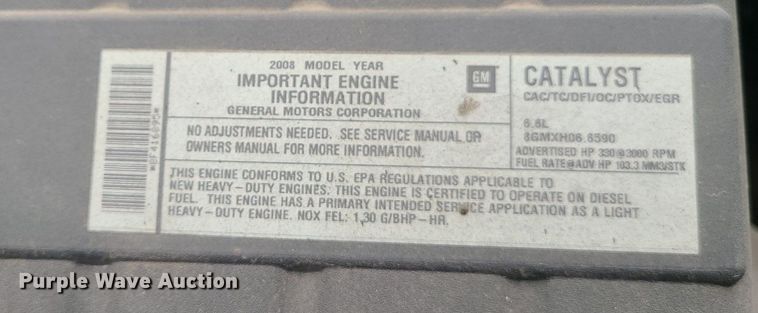 *BF416605*
2008 MODEL YEAR
IMPORTANT ENGINE
INFORMATION
GENERAL MOTORS CORPORATION
GM
NO ADJUSTMENTS NEEDED. SEE SERVICE MANUAL OR
OWNERS MANUAL FOR MORE INFORMATION.
CATALYST
CAC/TC/DFI/OC/PTOX/EGR
6.6L
8GMXH06.6590
ADVERTISED HP 330@3000 RPM
FUEL RATE@ADV HP 103.3 MM3/STK
THIS ENGINE CONFORMS TO U.S. EPA REGULATIONS APPLICABLE TO
NEW HEAVY-DUTY ENGINES. THIS ENGINE IS CERTIFIED TO OPERATE ON DIESEL
FUEL. THIS ENGINE HAS A PRIMARY INTENDED SERVICE APPLICATION AS A LIGHT
HEAVY-DUTY ENGINE. NOX FEL: 1.30 G/BHP-HR.
Purple Wave Auction